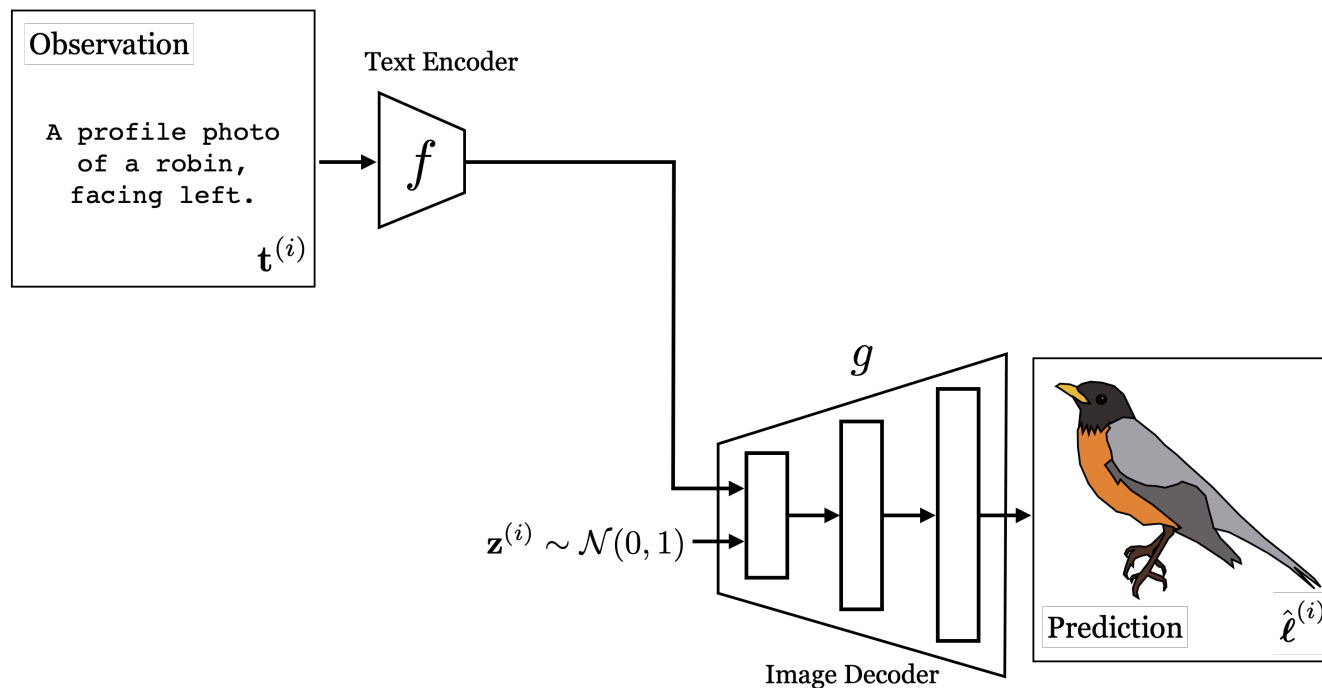 Observation
A profile photo
of a robin,
facing left.
t^(i)
Text Encoder
f
g
z^(i) ∼ 𝒩(0, 1)
Image Decoder
Prediction
ℓ̂^(i)